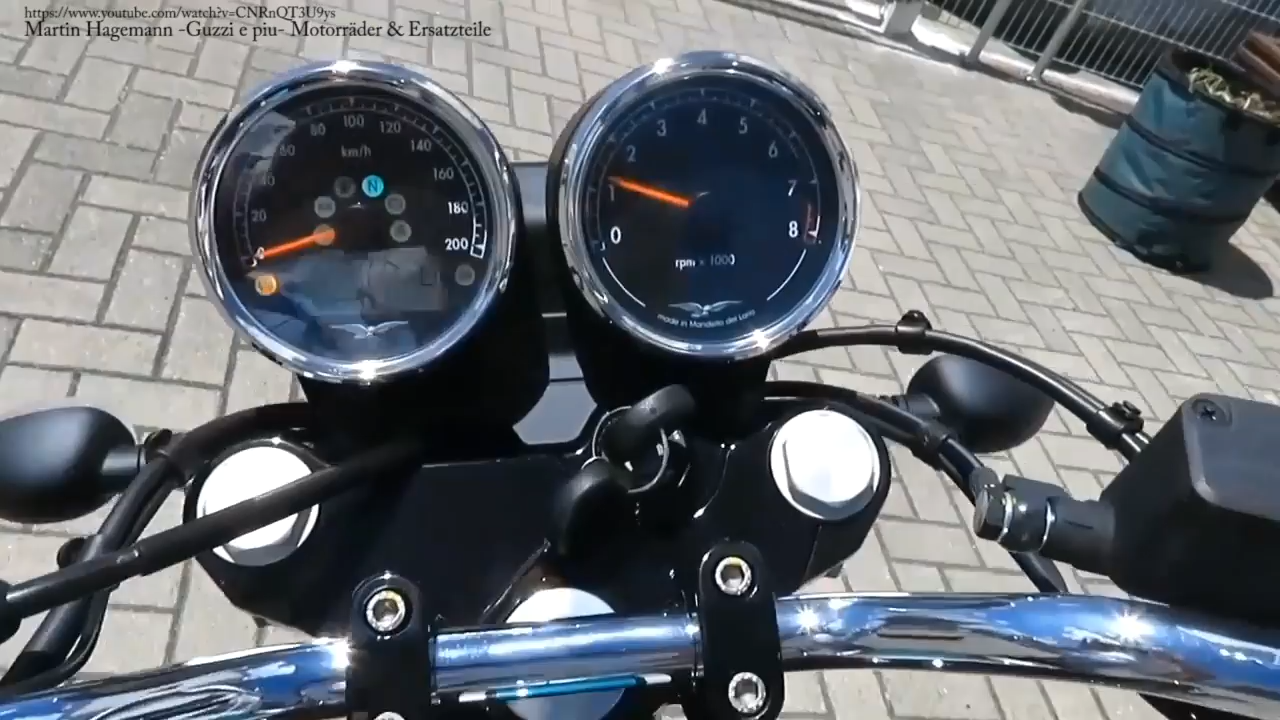 https://www.youtube.com/watch?v=CNRnQT3U9ys
Martin Hagemann -Guzzi e piu- Motorräder & Ersatzteile
0 20 40 60 80 100 120 140 160 180 200
km/h
N
0 1 2 3 4 5 6 7 8
rpm x 1000
made in Mandello del Lario